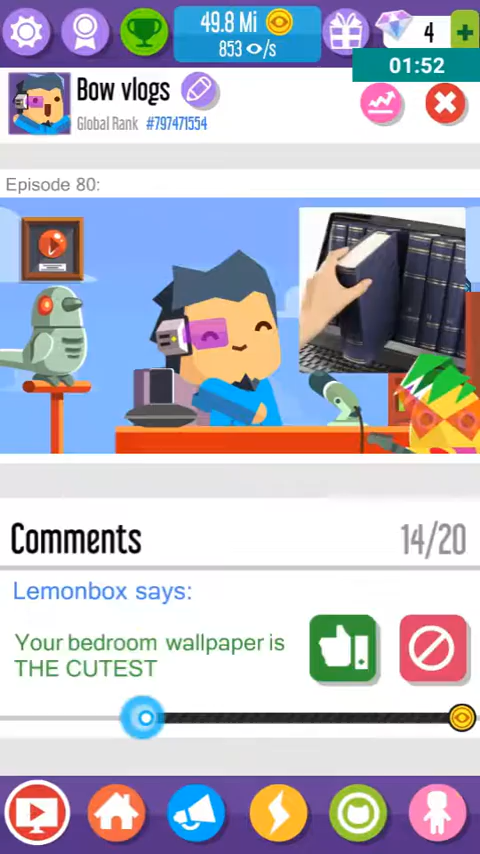 49.8 Mi
853 /s
4
01:52
Bow vlogs
Global Rank #797471554
Episode 80:
Comments 14/20
Lemonbox says:
Your bedroom wallpaper is
THE CUTEST